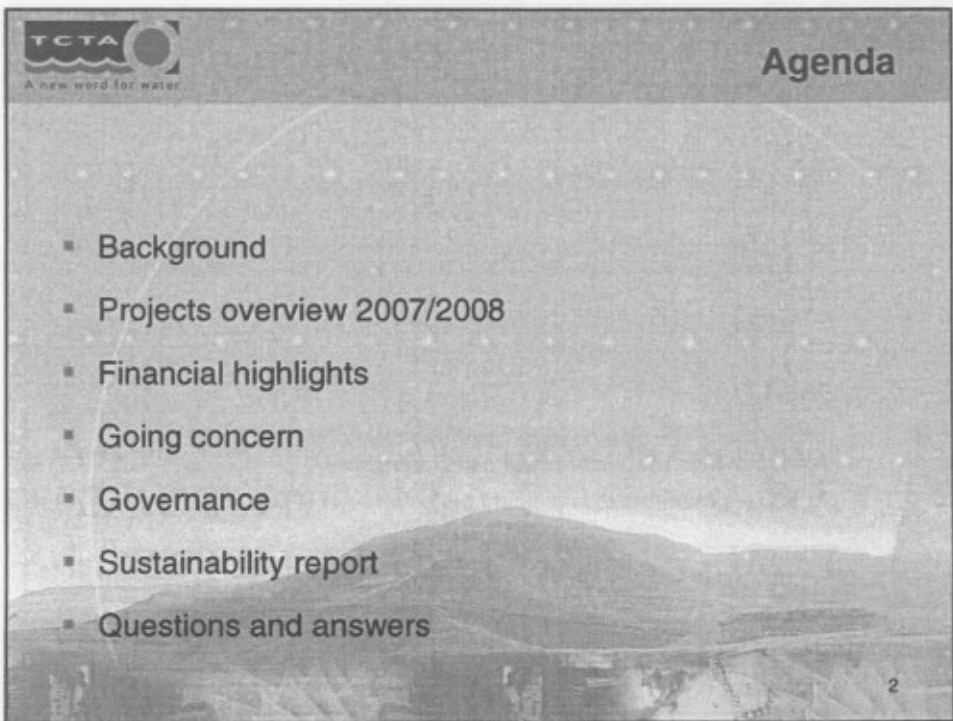 TCTA
A new word for water
Agenda
Background
Projects overview 2007/2008
Financial highlights
Going concern
Governance
Sustainability report
Questions and answers
2